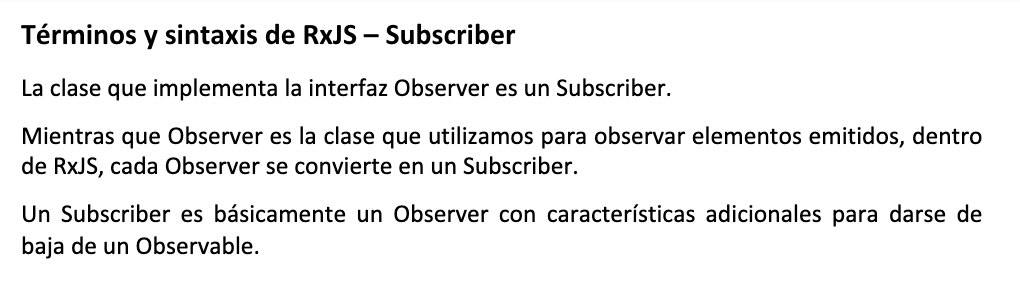 Términos y sintaxis de RxJS – Subscriber
La clase que implementa la interfaz Observer es un Subscriber.
Mientras que Observer es la clase que utilizamos para observar elementos emitidos, dentro
de RxJS, cada Observer se convierte en un Subscriber.
Un Subscriber es básicamente un Observer con características adicionales para darse de
baja de un Observable.